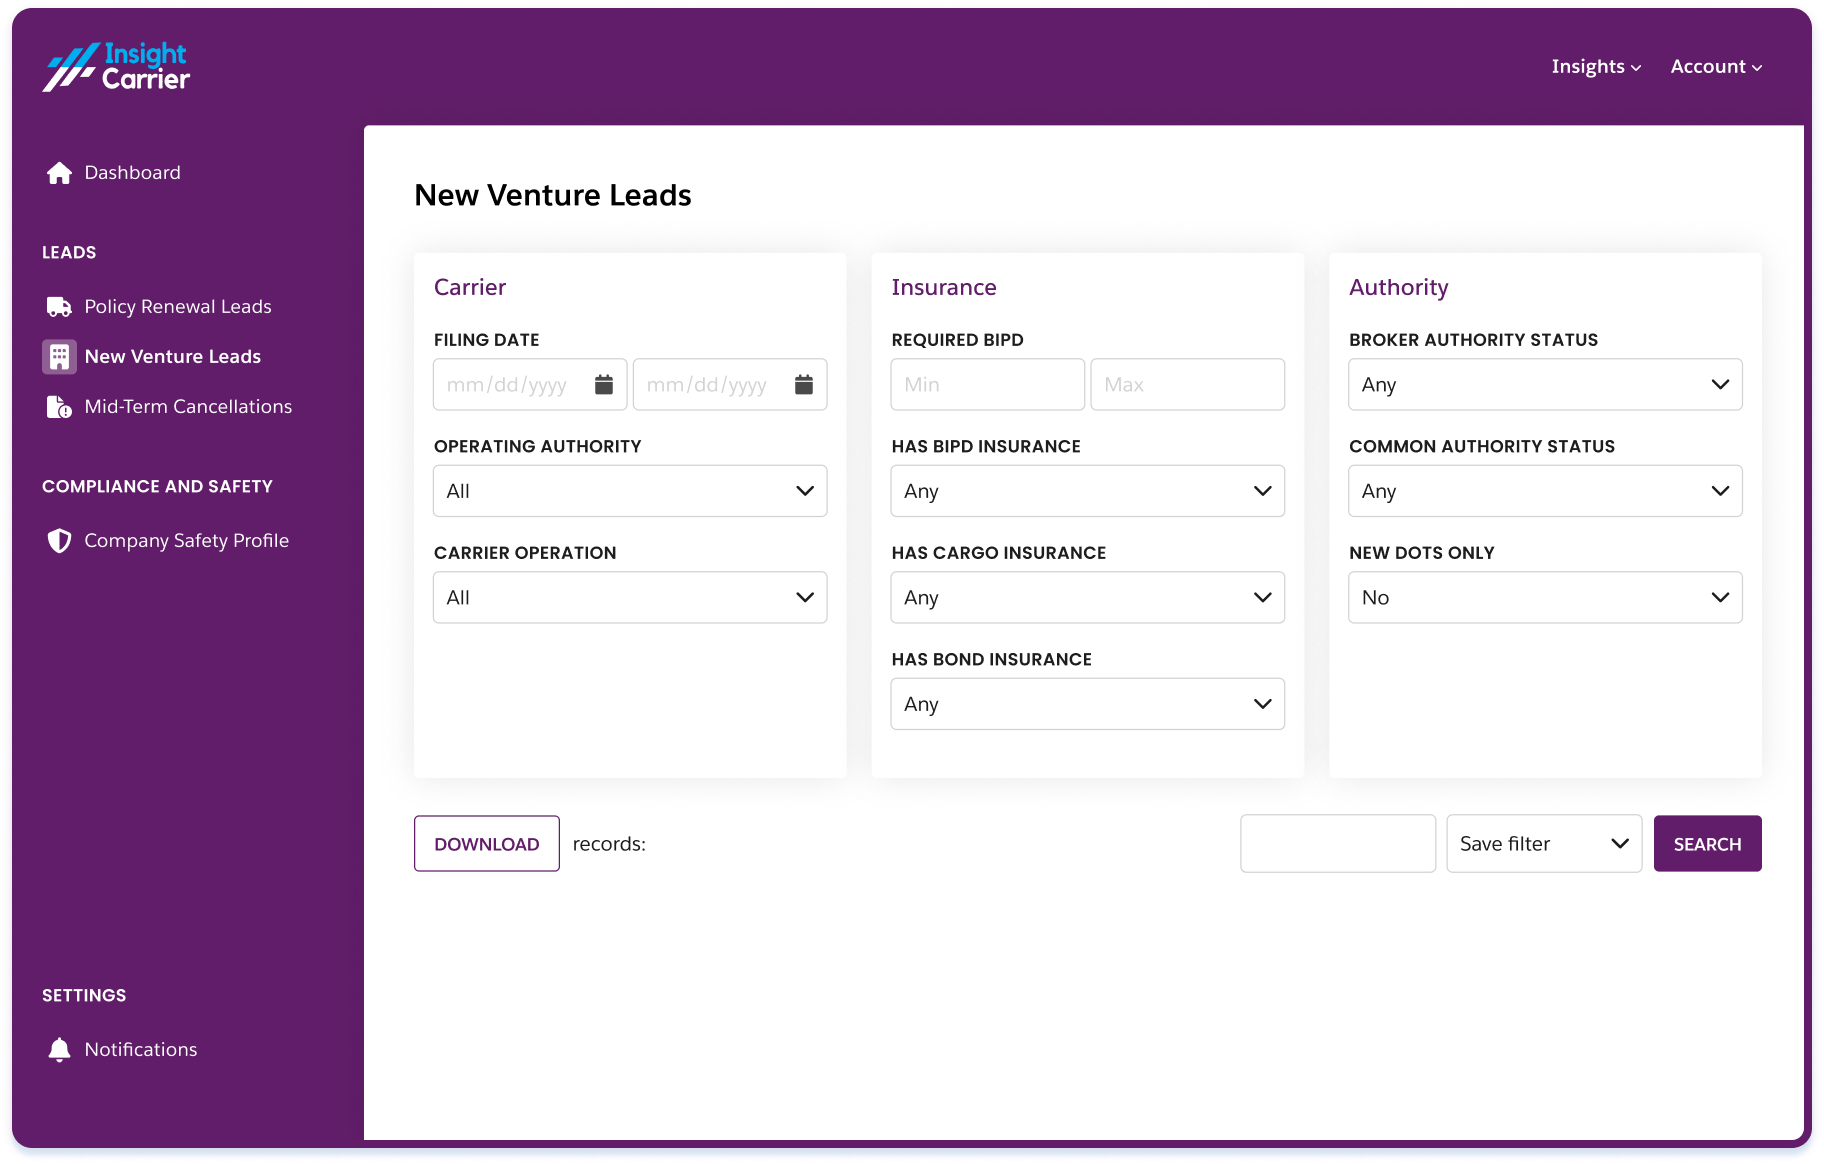 Insight
Carrier
Insights
Account
Dashboard
LEADS
Policy Renewal Leads
New Venture Leads
Mid-Term Cancellations
COMPLIANCE AND SAFETY
Company Safety Profile
SETTINGS
Notifications
New Venture Leads
Carrier
FILING DATE
mm/dd/yyyy mm/dd/yyyy
OPERATING AUTHORITY
All
CARRIER OPERATION
All
Insurance
REQUIRED BIPD
Min Max
HAS BIPD INSURANCE
Any
HAS CARGO INSURANCE
Any
HAS BOND INSURANCE
Any
Authority
BROKER AUTHORITY STATUS
Any
COMMON AUTHORITY STATUS
Any
NEW DOTS ONLY
No
DOWNLOAD records:
Save filter
SEARCH